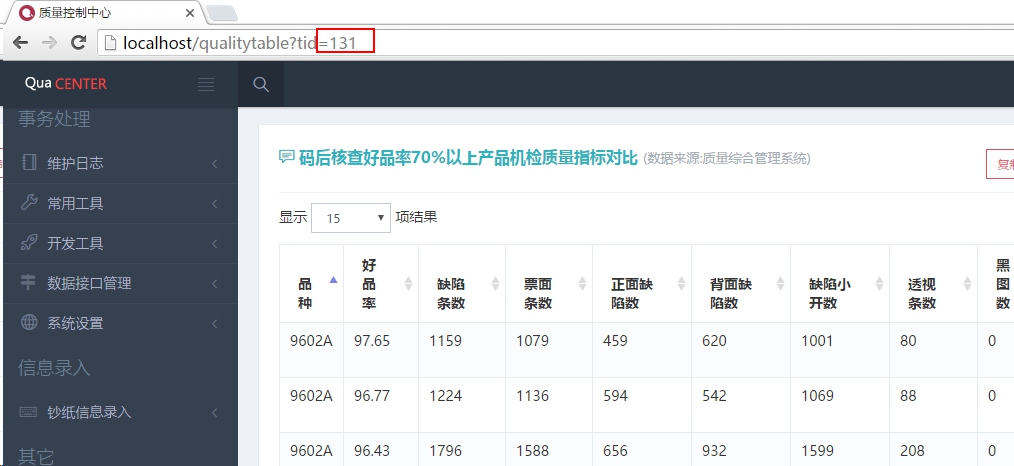 质量控制中心
localhost/qualitytable?tid=131
Qua CENTER
事务处理
维护日志
常用工具
开发工具
数据接口管理
系统设置
信息录入
钞纸信息录入
其它
码后核查好品率70%以上产品机检质量指标对比 (数据来源:质量综合管理系统)
显示 15 项结果
品种 好品率 缺陷条数 票面条数 正面缺陷数 背面缺陷数 缺陷小开数 透视条数 黑图数
9602A 97.65 1159 1079 459 620 1001 80 0
9602A 96.77 1224 1136 594 542 1069 88 0
9602A 96.43 1796 1588 656 932 1599 208 0